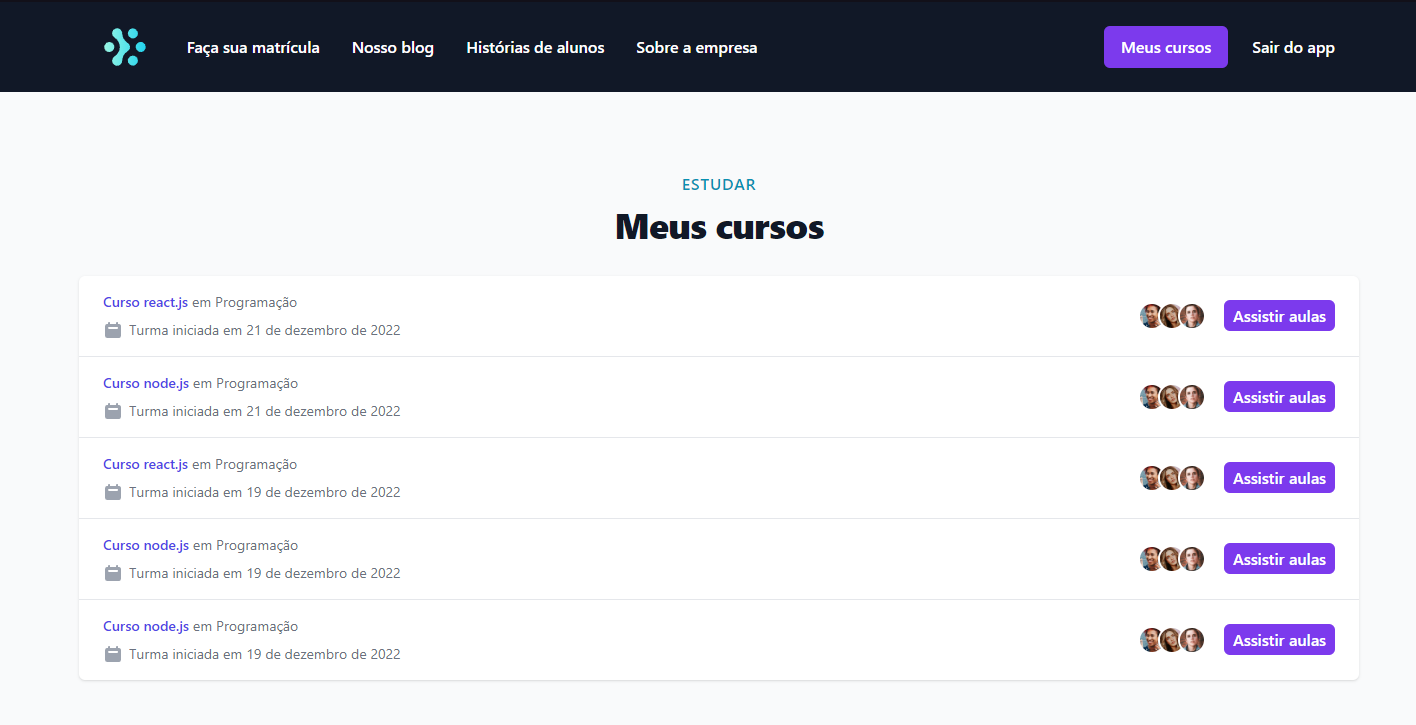 Faça sua matrícula Nosso blog Histórias de alunos Sobre a empresa Meus cursos Sair do app
ESTUDAR
Meus cursos
Curso react.js em Programação
Turma iniciada em 21 de dezembro de 2022
Assistir aulas
Curso node.js em Programação
Turma iniciada em 21 de dezembro de 2022
Assistir aulas
Curso react.js em Programação
Turma iniciada em 19 de dezembro de 2022
Assistir aulas
Curso node.js em Programação
Turma iniciada em 19 de dezembro de 2022
Assistir aulas
Curso node.js em Programação
Turma iniciada em 19 de dezembro de 2022
Assistir aulas